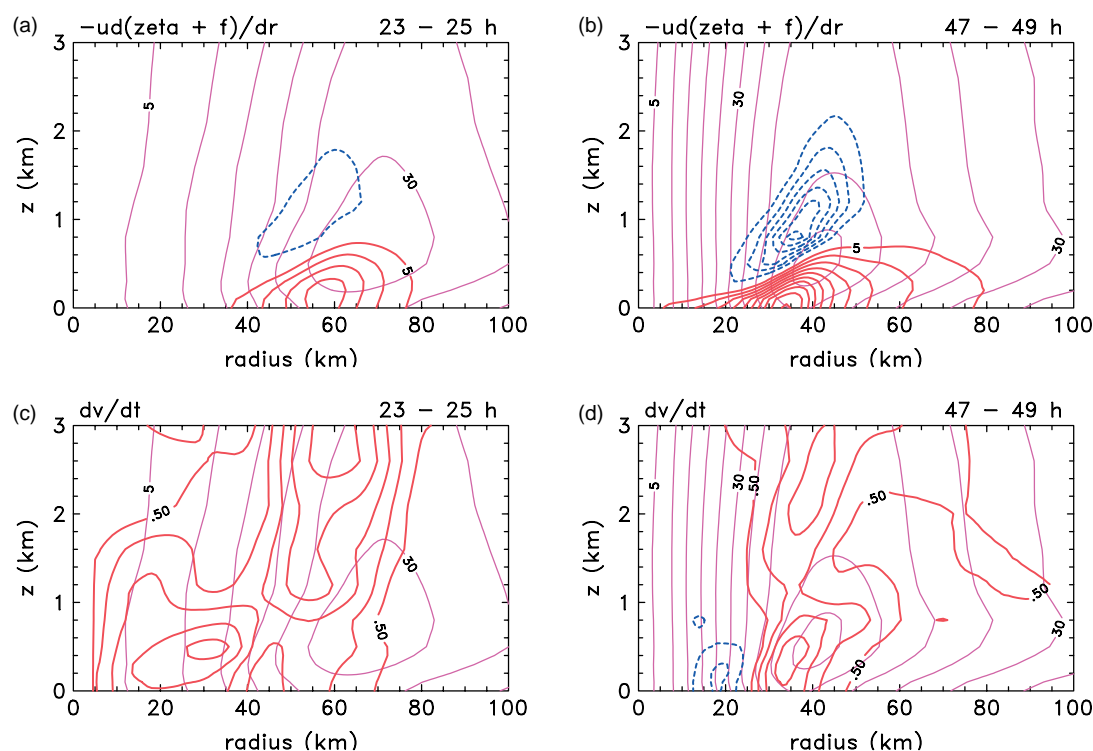 (a) -ud(zeta + f)/dr 23 - 25 h
3
2
1
0
z (km)
5
30
5
0 20 40 60 80 100
radius (km)
(b) -ud(zeta + f)/dr 47 - 49 h
3
2
1
0
z (km)
5
30
5
30
0 20 40 60 80 100
radius (km)
(c) dv/dt 23 - 25 h
3
2
1
0
z (km)
5
.50
30
.50
0 20 40 60 80 100
radius (km)
(d) dv/dt 47 - 49 h
3
2
1
0
z (km)
5
30
.50
.50
.50
30
.50
0 20 40 60 80 100
radius (km)